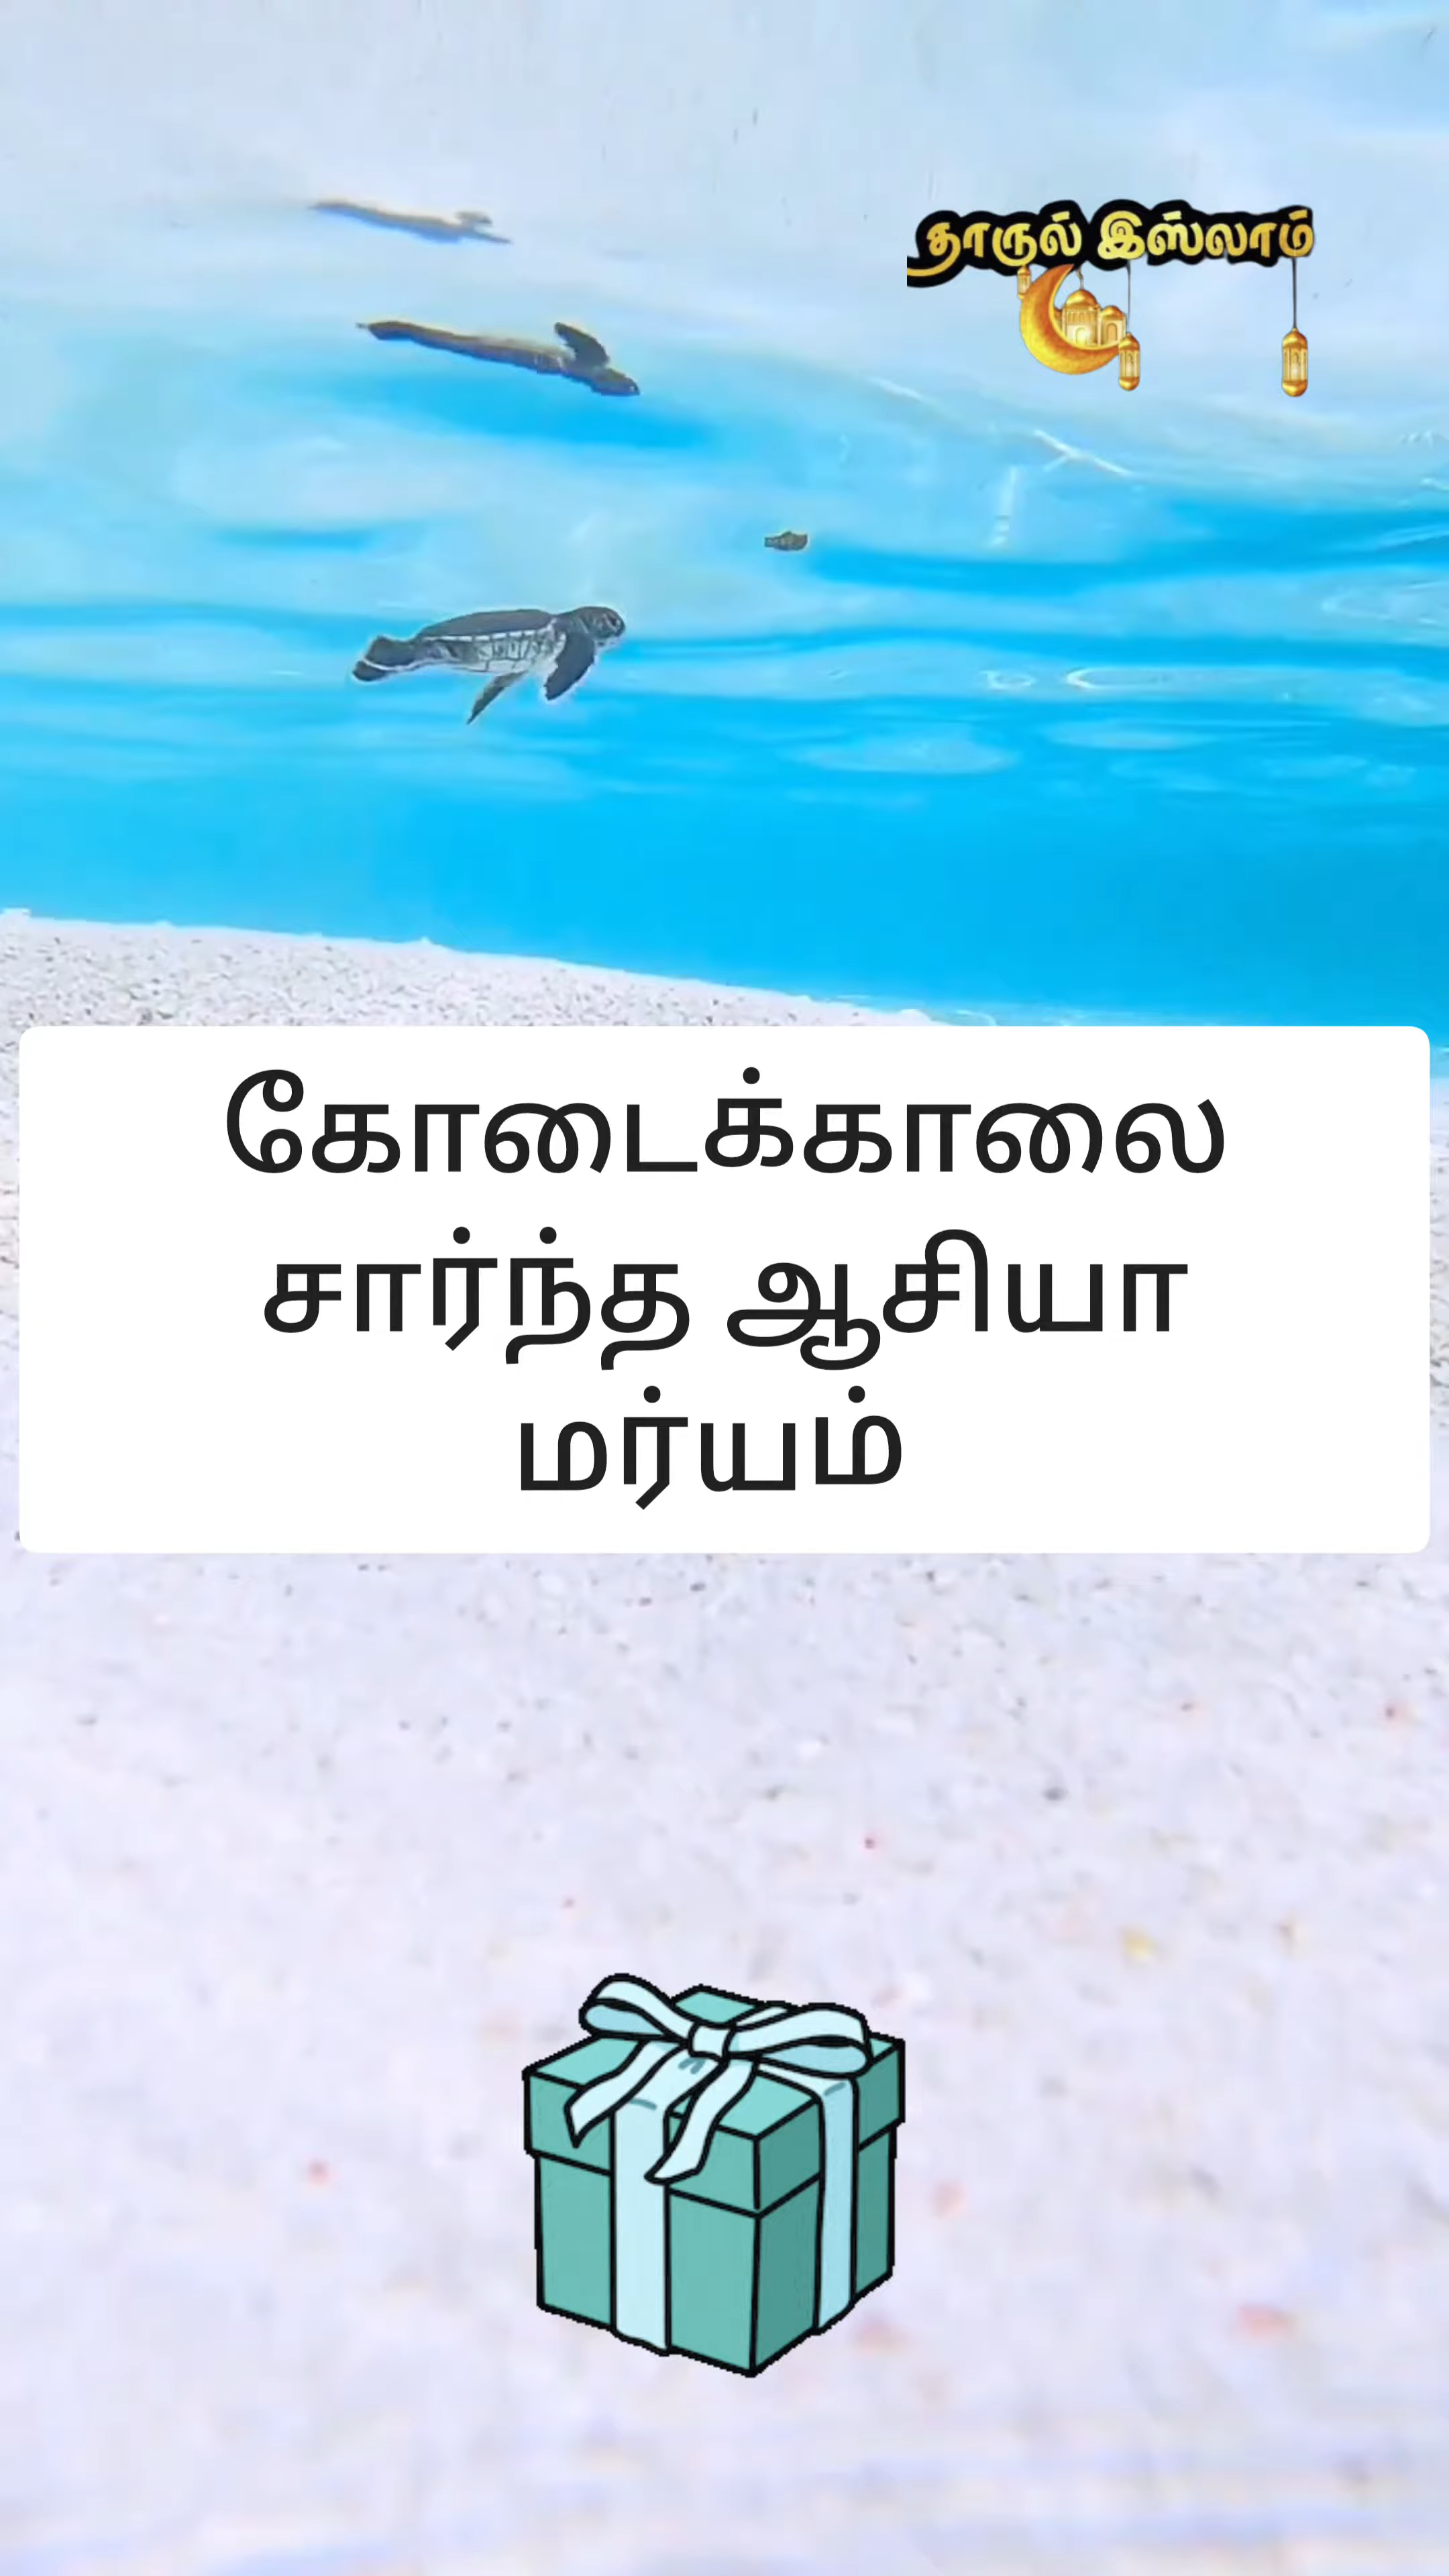 தாருல் இஸ்லாம்
கோடைக்காலை
சார்ந்த ஆசியா
மர்யம்